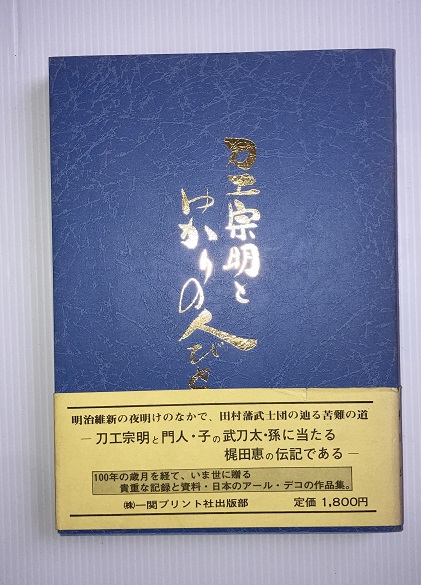 刀工宗明と
ゆかりの人びと
明治維新の夜明けのなかで、田村藩武士団の辿る苦難の道
―刀工宗明と門人・子の武刀太・孫に当たる
梶田恵の伝記である―
100年の歳月を経て、いま世に贈る
貴重な記録と資料・日本のアール・デコの作品集。
㈱一関プリント社出版部 定価 1,800円